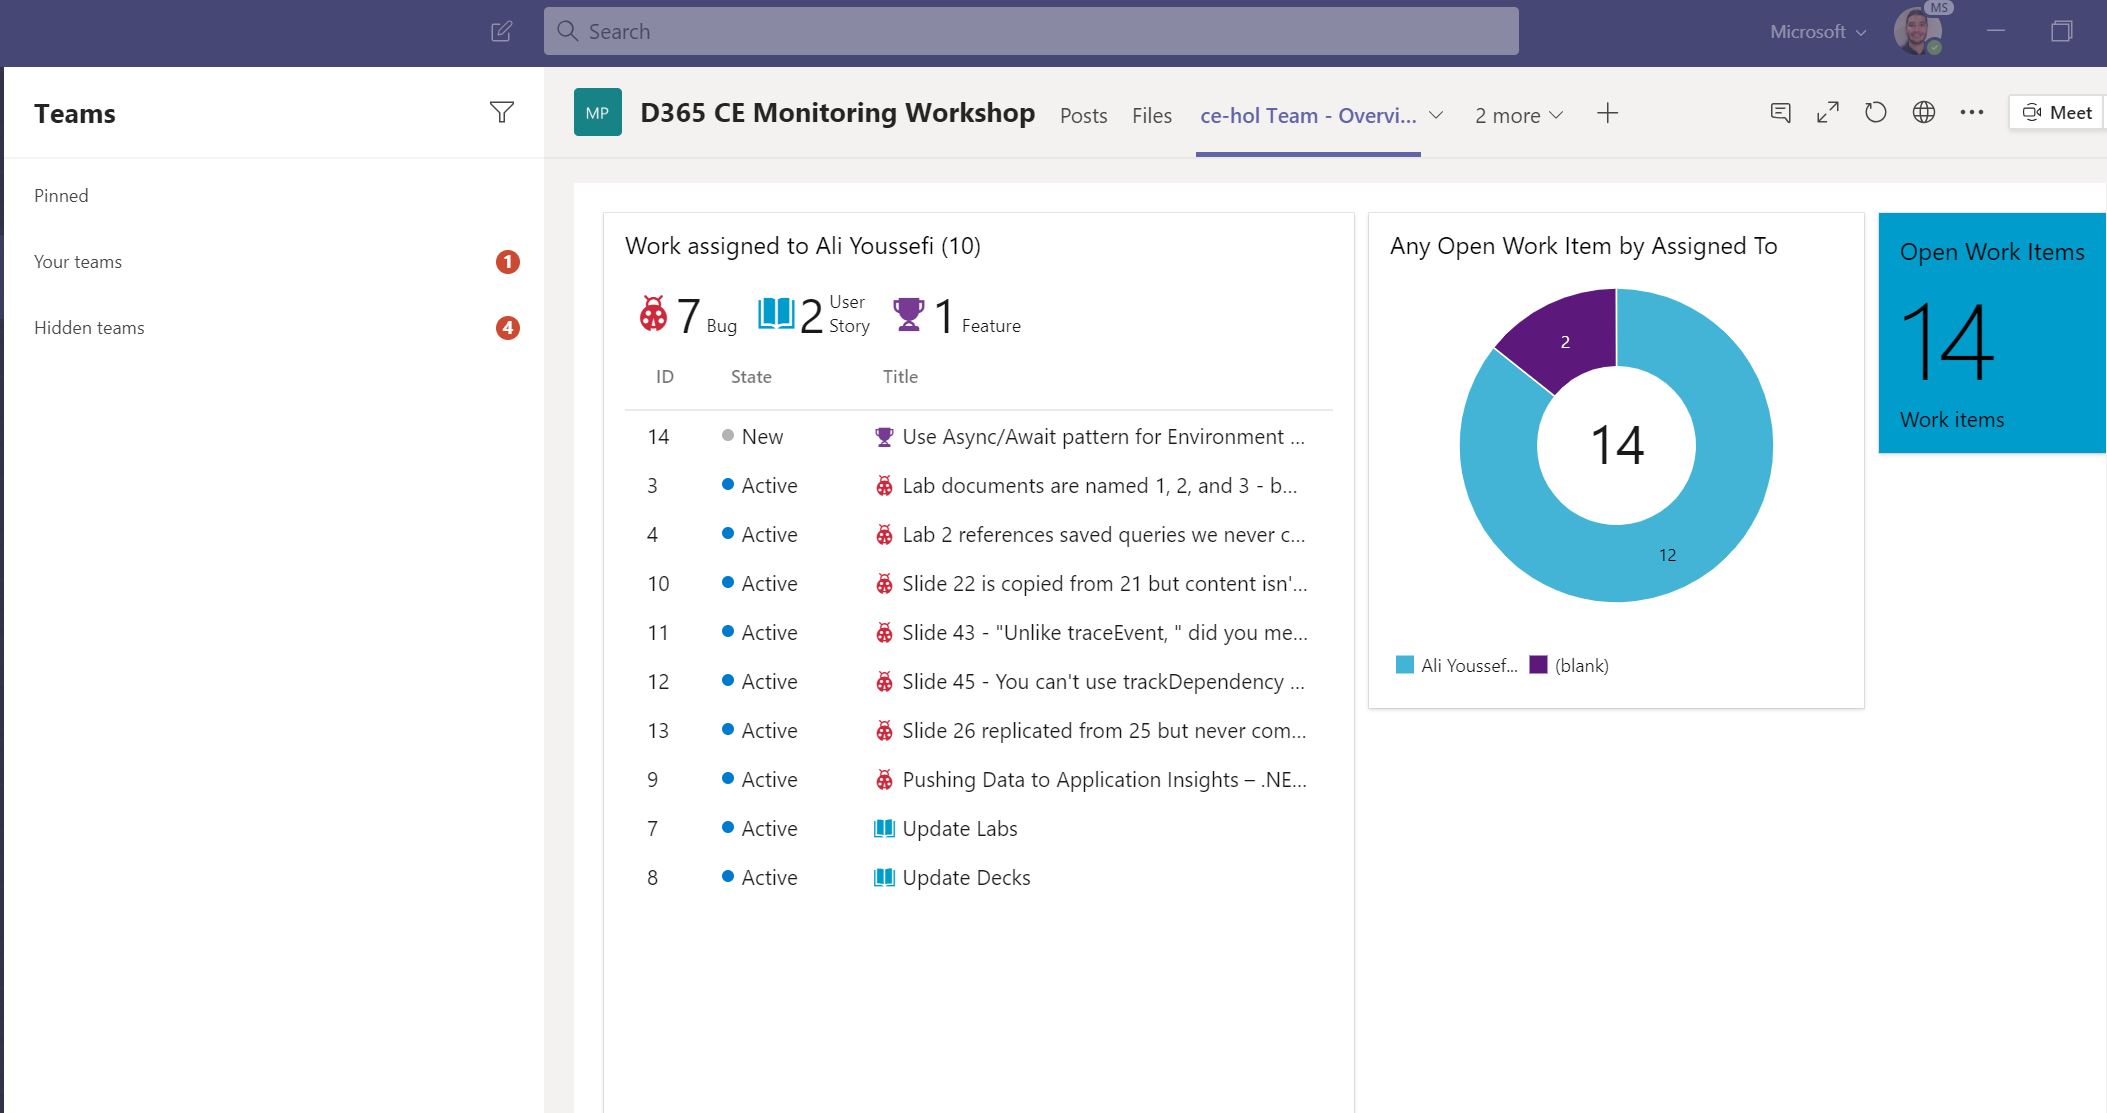 Search
Microsoft
MS
Teams
MP
D365 CE Monitoring Workshop
Posts
Files
ce-hol Team - Overvi...
2 more
Meet
Pinned
Your teams
1
Hidden teams
4
Work assigned to Ali Youssefi (10)
7 Bug
2 User Story
1 Feature
ID State Title
14 New Use Async/Await pattern for Environment ...
3 Active Lab documents are named 1, 2, and 3 - b...
4 Active Lab 2 references saved queries we never c...
10 Active Slide 22 is copied from 21 but content isn'...
11 Active Slide 43 - "Unlike traceEvent, " did you me...
12 Active Slide 45 - You can't use trackDependency ...
13 Active Slide 26 replicated from 25 but never com...
9 Active Pushing Data to Application Insights – .NE...
7 Active Update Labs
8 Active Update Decks
Any Open Work Item by Assigned To
2
14
12
Ali Youssef... (blank)
Open Work Items
14
Work items